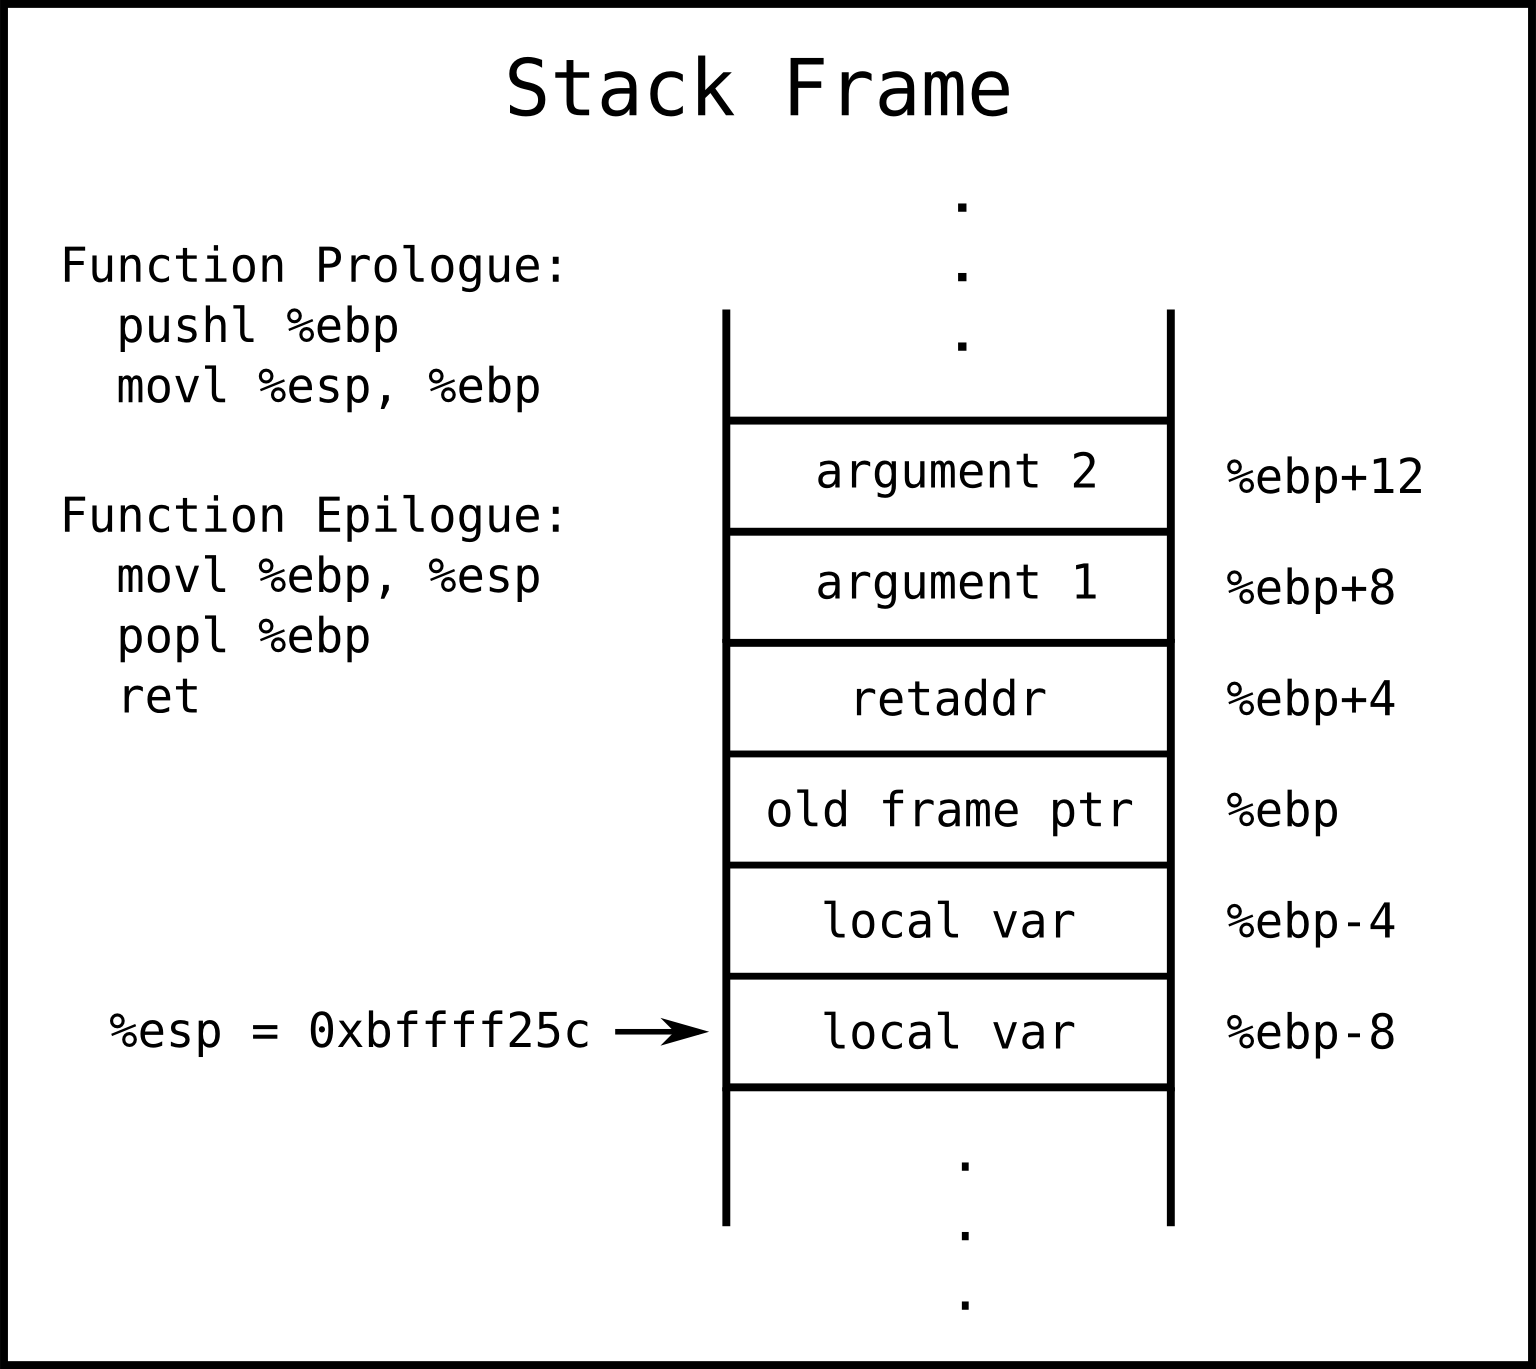 Stack Frame
Function Prologue:
pushl %ebp
movl %esp, %ebp
Function Epilogue:
movl %ebp, %esp
popl %ebp
ret
.
.
.
argument 2 %ebp+12
argument 1 %ebp+8
retaddr %ebp+4
old frame ptr %ebp
local var %ebp-4
%esp = 0xbffff25c local var %ebp-8
.
.
.